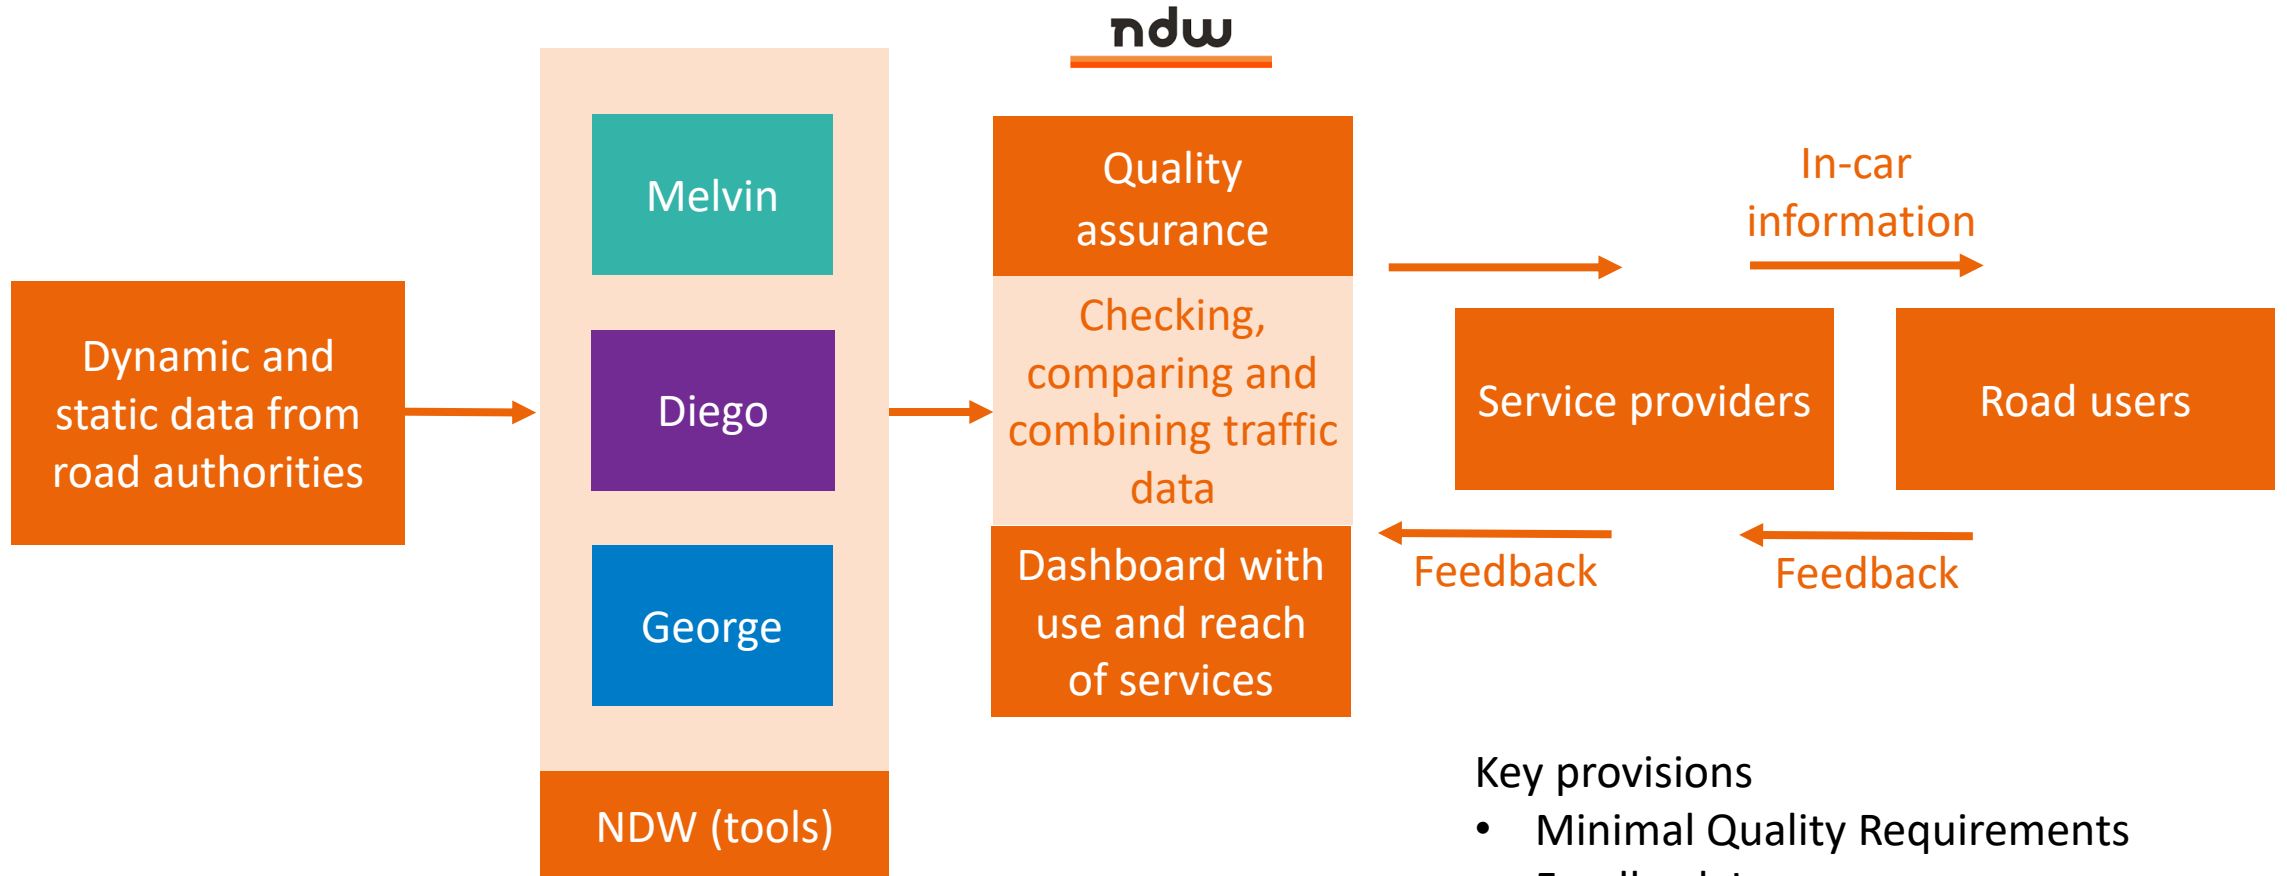 ndw
Dynamic and
static data from
road authorities
Melvin
Diego
George
NDW (tools)
Quality
assurance
Checking,
comparing and
combining traffic
data
Dashboard with
use and reach
of services
In-car
information
Service providers
Road users
Feedback
Feedback
Key provisions
• Minimal Quality Requirements